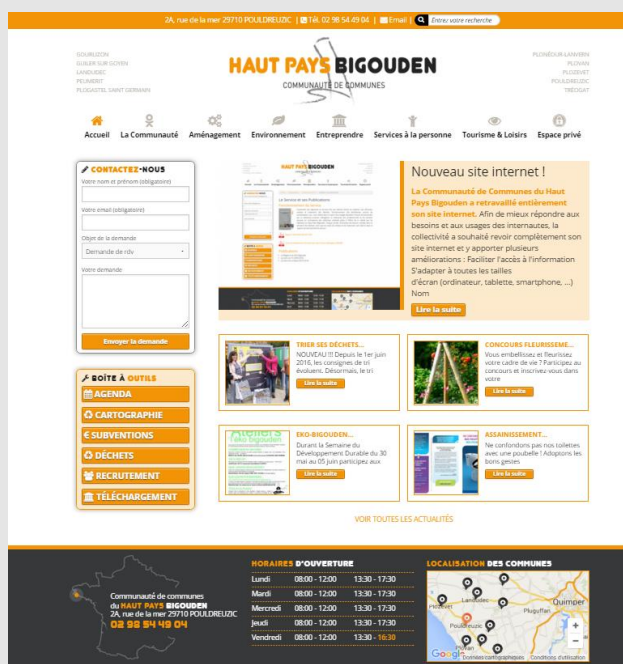 2A, rue de la mer 29710 POULDREUZIC | Tél. 02 98 54 49 04 | Email | Entrez votre recherche
GOURLIZON
GUILER SUR GOYEN
LANDUDEC
PEUMERIT
PLOGASTEL SAINT GERMAIN
HAUT PAYS BIGOUDEN
COMMUNAUTÉ DE COMMUNES
PLONÉOUR-LANVERN
PLOVAN
PLOZEVET
POULDREUZIC
TRÉOGAT
Accueil La Communauté Aménagement Environnement Entreprendre Services à la personne Tourisme & Loisirs Espace privé
CONTACTEZ-NOUS
Votre nom et prénom (obligatoire)
Votre email (obligatoire)
Objet de la demande
Demande de rdv
Votre demande
Envoyer la demande
HAUT PAYS BIGOUDEN
Nouveau site internet !
La Communauté de Communes du Haut
Pays Bigouden a retravaillé entièrement
son site internet. Afin de mieux répondre aux
besoins et aux usages des internautes, la
collectivité a souhaité revoir complètement son
site internet et y apporter plusieurs
améliorations : Faciliter l'accès à l'information
S'adapter à toutes les tailles
d'écran (ordinateur, tablette, smartphone, ...)
Nom
Lire la suite
BOÎTE À OUTILS
AGENDA
CARTOGRAPHIE
€ SUBVENTIONS
DÉCHETS
RECRUTEMENT
TÉLÉCHARGEMENT
TRIER SES DÉCHETS...
NOUVEAU !!! Depuis le 1er juin
2016, les consignes de tri
évoluent. Désormais, le tri
Lire la suite
CONCOURS FLEURISSEME...
Vous embellissez et fleurissez
votre cadre de vie ? Participez au
concours et inscrivez-vous dans
votre
Lire la suite
Ateliers
EKO-BIGOUDEN...
Durant la Semaine du
Développement Durable du 30
mai au 05 juin participez aux
Lire la suite
ASSAINISSEMENT...
Ne confondons pas nos toilettes
avec une poubelle ! Adoptons les
bons gestes
Lire la suite
VOIR TOUTES LES ACTUALITÉS
Communauté de communes
du HAUT PAYS BIGOUDEN
2A, rue de la mer 29710 POULDREUZIC
02 98 54 49 04
HORAIRES D'OUVERTURE
Lundi 08:00 - 12:00 13:30 - 17:30
Mardi 08:00 - 12:00 13:30 - 17:30
Mercredi 08:00 - 12:00 13:30 - 17:30
Jeudi 08:00 - 12:00 13:30 - 17:30
Vendredi 08:00 - 12:00 13:30 - 16:30
LOCALISATION DES COMMUNES
Plozévet
Landudec
Quimper
Pluguffan
Pouldreuzic
Plovan
+
−
Google Données cartographiques Conditions d'utilisation